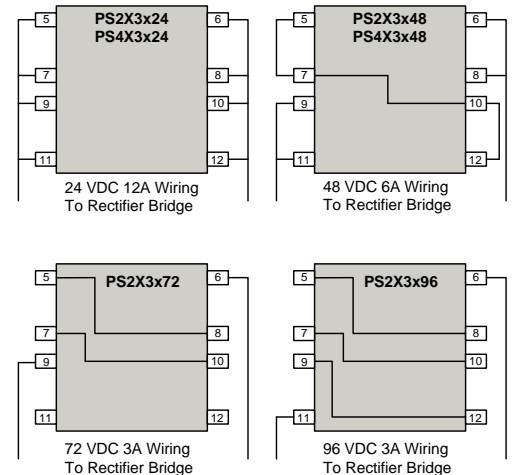 PS2X3x24
PS4X3x24
5
6
7
8
9
10
11
12
24 VDC 12A Wiring
To Rectifier Bridge
PS2X3x48
PS4X3x48
5
6
7
8
9
10
11
12
48 VDC 6A Wiring
To Rectifier Bridge
PS2X3x72
5
6
7
8
9
10
11
12
72 VDC 3A Wiring
To Rectifier Bridge
PS2X3x96
5
6
7
8
9
10
11
12
96 VDC 3A Wiring
To Rectifier Bridge